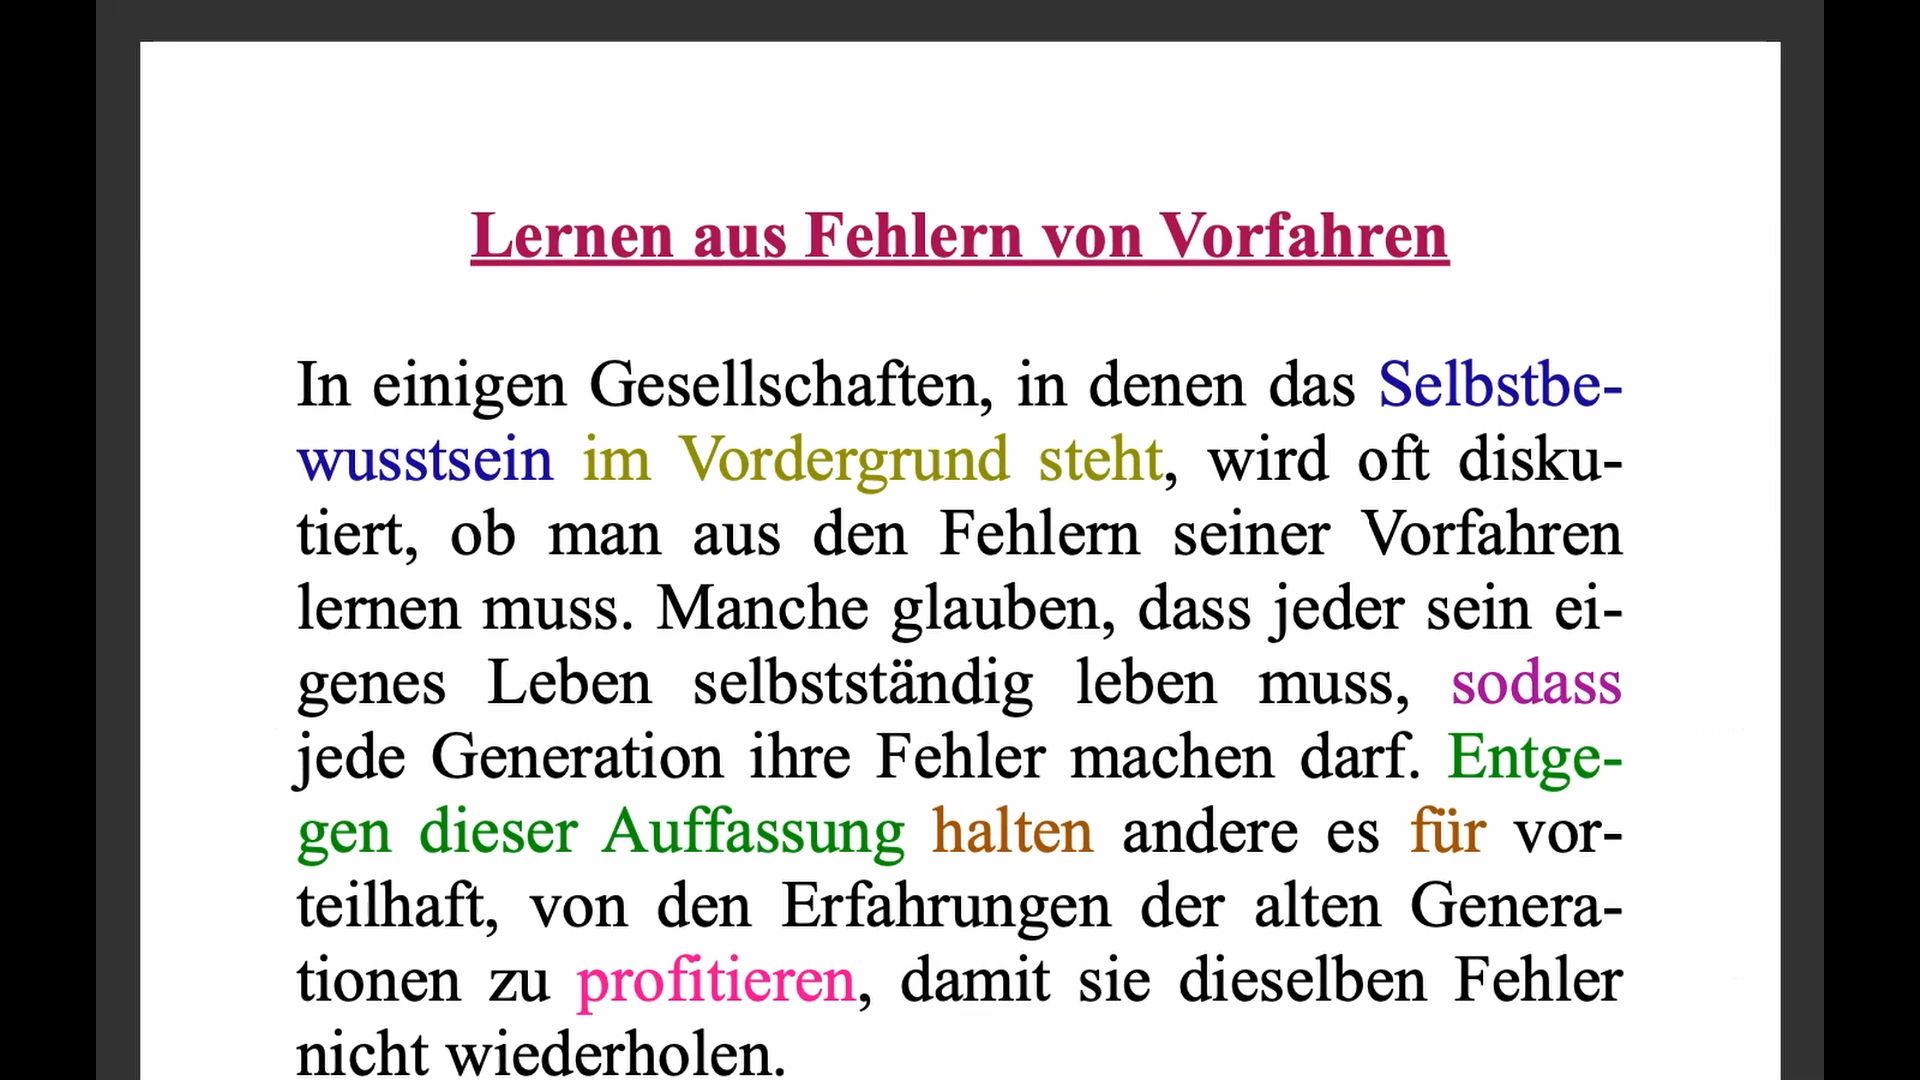 Lernen aus Fehlern von Vorfahren
In einigen Gesellschaften, in denen das Selbstbe-
wusstsein im Vordergrund steht, wird oft disku-
tiert, ob man aus den Fehlern seiner Vorfahren
lernen muss. Manche glauben, dass jeder sein ei-
genes Leben selbstständig leben muss, sodass
jede Generation ihre Fehler machen darf. Entge-
gen dieser Auffassung halten andere es für vor-
teilhaft, von den Erfahrungen der alten Genera-
tionen zu profitieren, damit sie dieselben Fehler
nicht wiederholen.